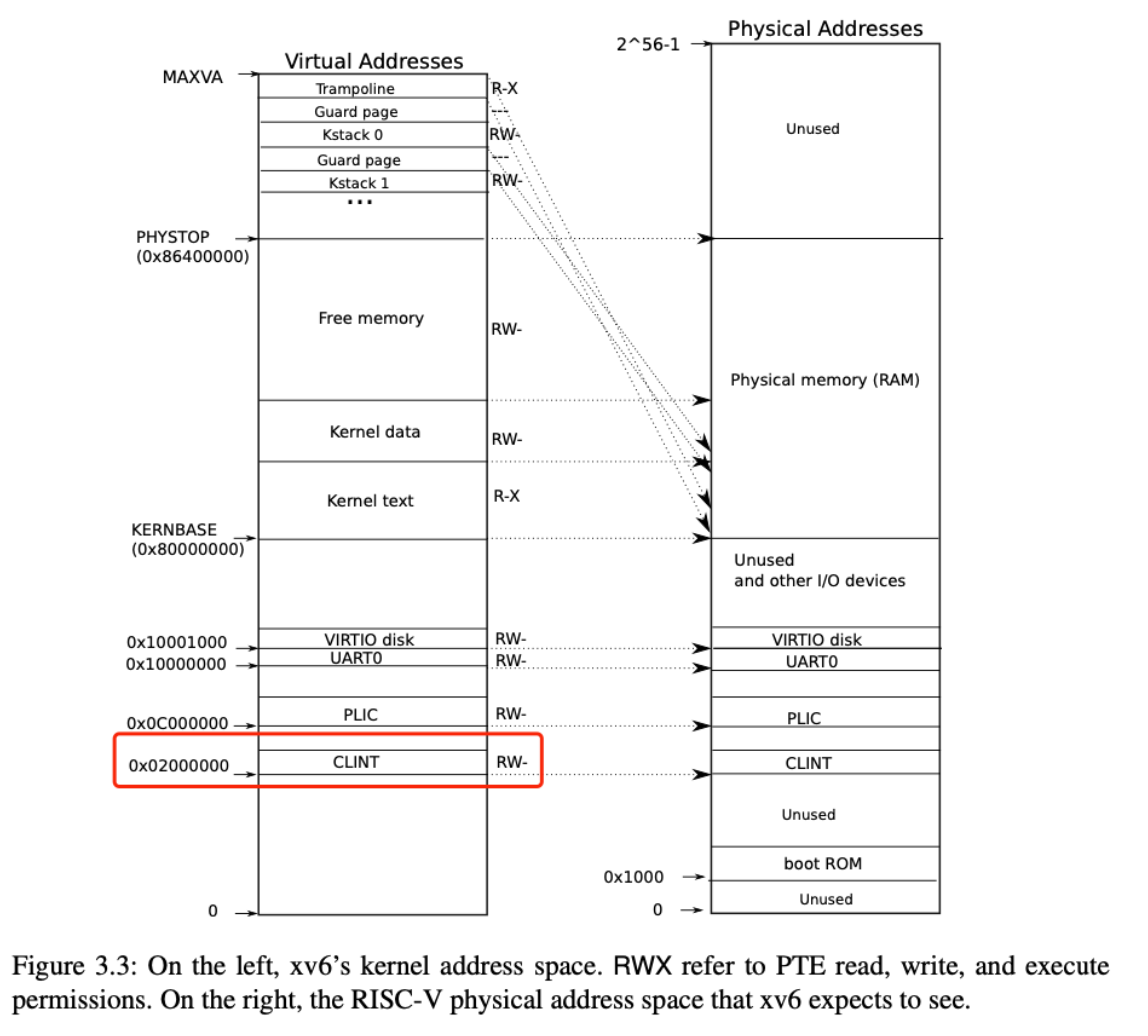 Virtual Addresses
MAXVA
Trampoline
R-X
Guard page
---
Kstack 0
RW-
Guard page
---
Kstack 1
RW-
...
PHYSTOP
(0x86400000)
Free memory
RW-
Kernel data
RW-
Kernel text
R-X
KERNBASE
(0x80000000)
0x10001000
VIRTIO disk
RW-
0x10000000
UART0
RW-
0x0C000000
PLIC
RW-
0x02000000
CLINT
RW-
0
Physical Addresses
2^56-1
Unused
Physical memory (RAM)
Unused
and other I/O devices
VIRTIO disk
UART0
PLIC
CLINT
Unused
boot ROM
0x1000
Unused
0
Figure 3.3: On the left, xv6's kernel address space. RWX refer to PTE read, write, and execute
permissions. On the right, the RISC-V physical address space that xv6 expects to see.